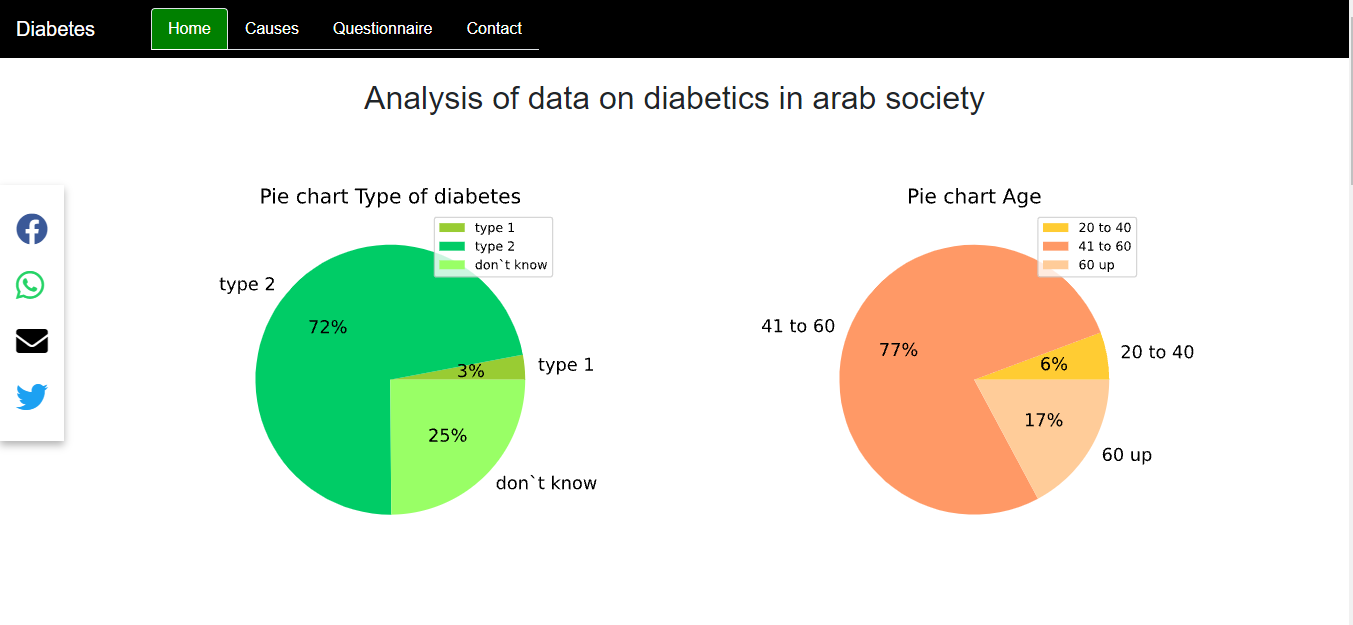 Diabetes
Home
Causes
Questionnaire
Contact
Analysis of data on diabetics in arab society
Pie chart Type of diabetes
type 1
type 2
don`t know
type 2
72%
3%
type 1
25%
don`t know
Pie chart Age
20 to 40
41 to 60
60 up
41 to 60
77%
20 to 40
6%
17%
60 up